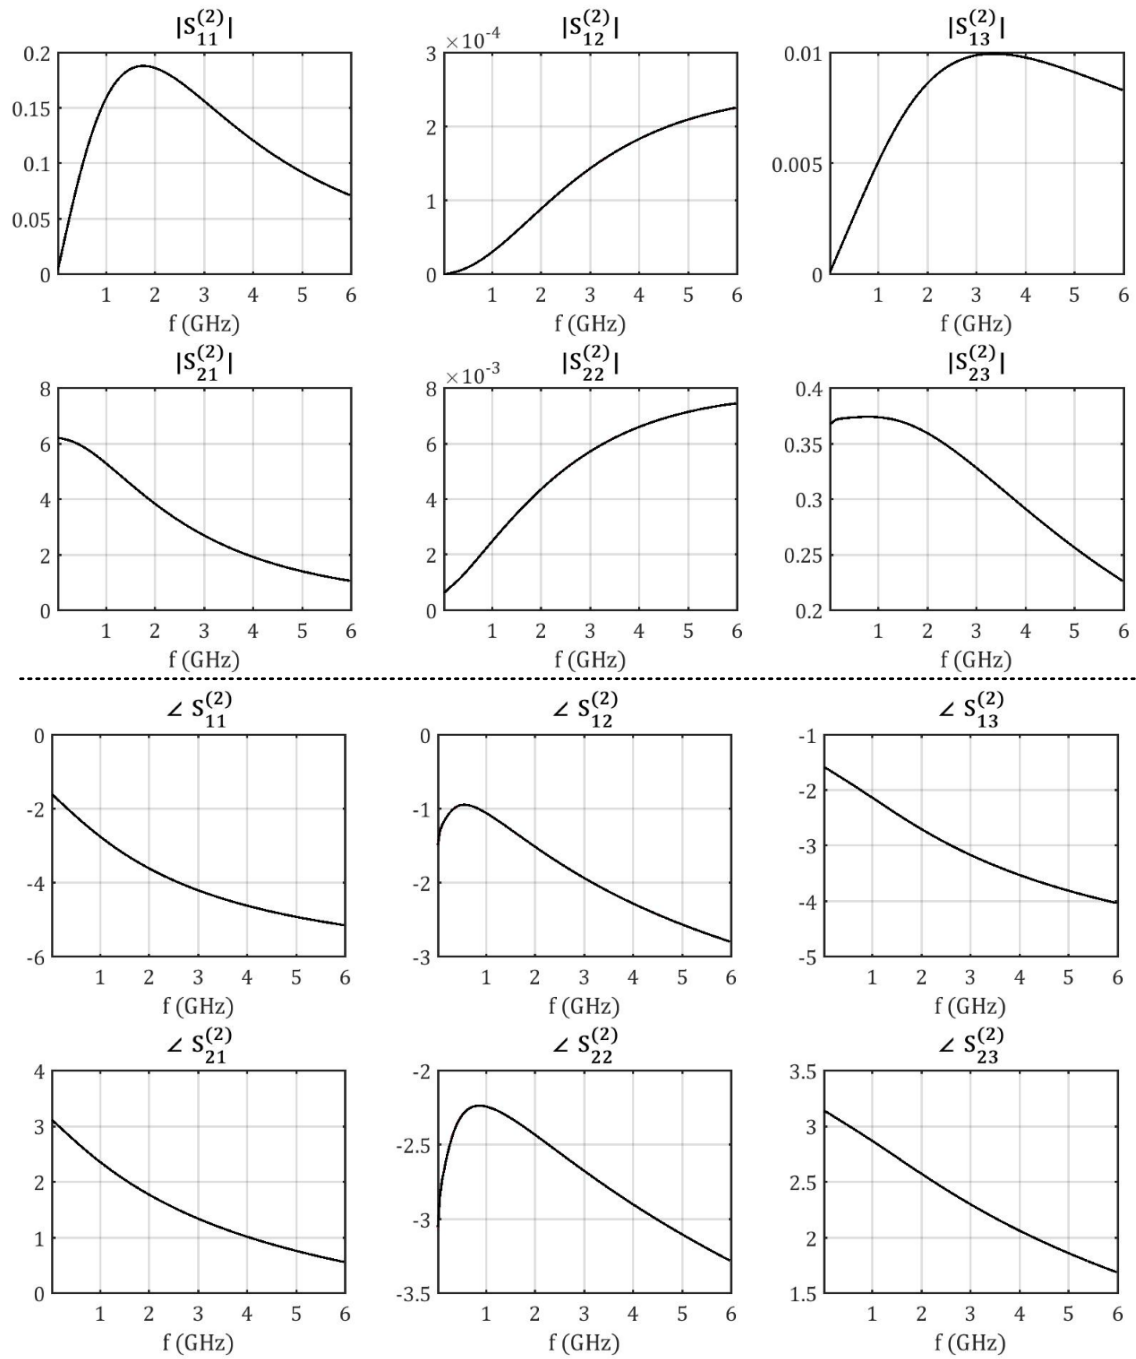 |S₁₁⁽²⁾| ×10⁻⁴ |S₁₂⁽²⁾| |S₁₃⁽²⁾|
0.2 3 0.01
0.15 2
0.1 0.005
0.05 1
0 0 0
1 2 3 4 5 6 1 2 3 4 5 6 1 2 3 4 5 6
f (GHz) f (GHz) f (GHz)
|S₂₁⁽²⁾| ×10⁻³ |S₂₂⁽²⁾| |S₂₃⁽²⁾|
8 8 0.4
6 6 0.35
4 4 0.3
2 2 0.25
0 0 0.2
1 2 3 4 5 6 1 2 3 4 5 6 1 2 3 4 5 6
f (GHz) f (GHz) f (GHz)
∠ S₁₁⁽²⁾ ∠ S₁₂⁽²⁾ ∠ S₁₃⁽²⁾
0 0 -1
-2 -1 -2
-3
-4 -2 -4
-6 -3 -5
1 2 3 4 5 6 1 2 3 4 5 6 1 2 3 4 5 6
f (GHz) f (GHz) f (GHz)
∠ S₂₁⁽²⁾ ∠ S₂₂⁽²⁾ ∠ S₂₃⁽²⁾
4 -2 3.5
3 -2.5 3
2 2.5
1 -3 2
0 -3.5 1.5
1 2 3 4 5 6 1 2 3 4 5 6 1 2 3 4 5 6
f (GHz) f (GHz) f (GHz)